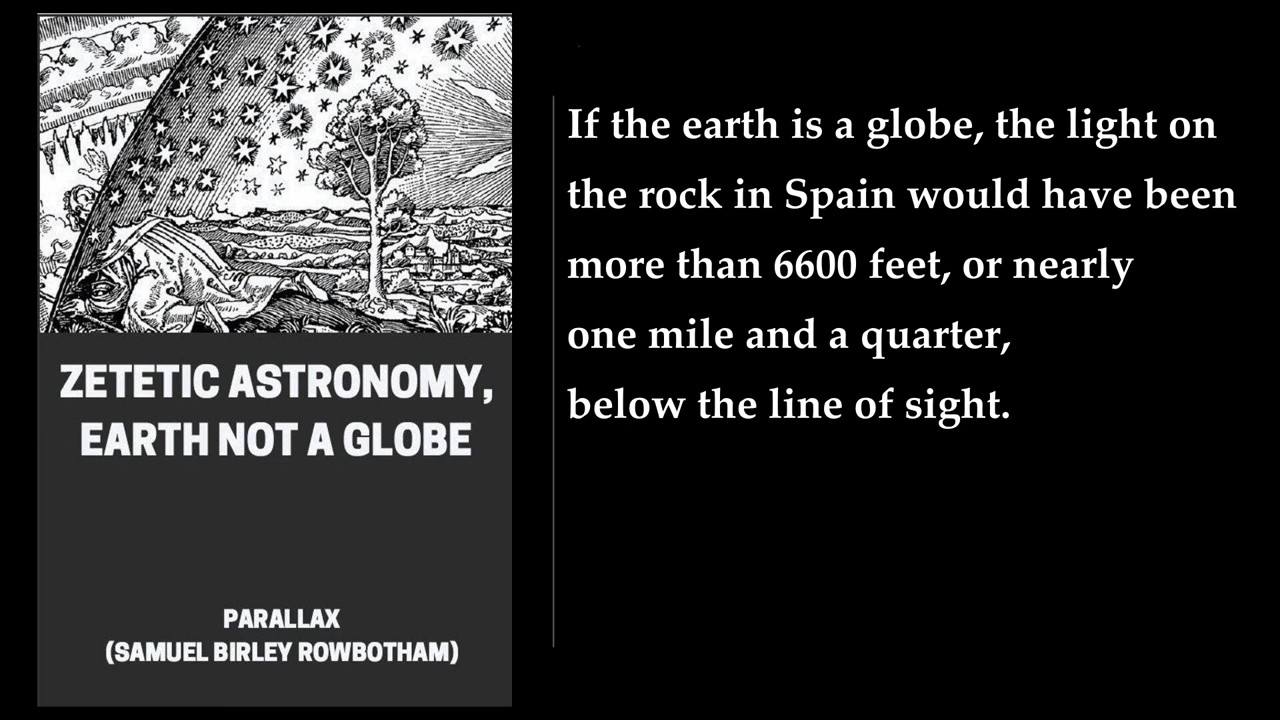 ZETETIC ASTRONOMY,
EARTH NOT A GLOBE
PARALLAX
(SAMUEL BIRLEY ROWBOTHAM)
If the earth is a globe, the light on
the rock in Spain would have been
more than 6600 feet, or nearly
one mile and a quarter,
below the line of sight.